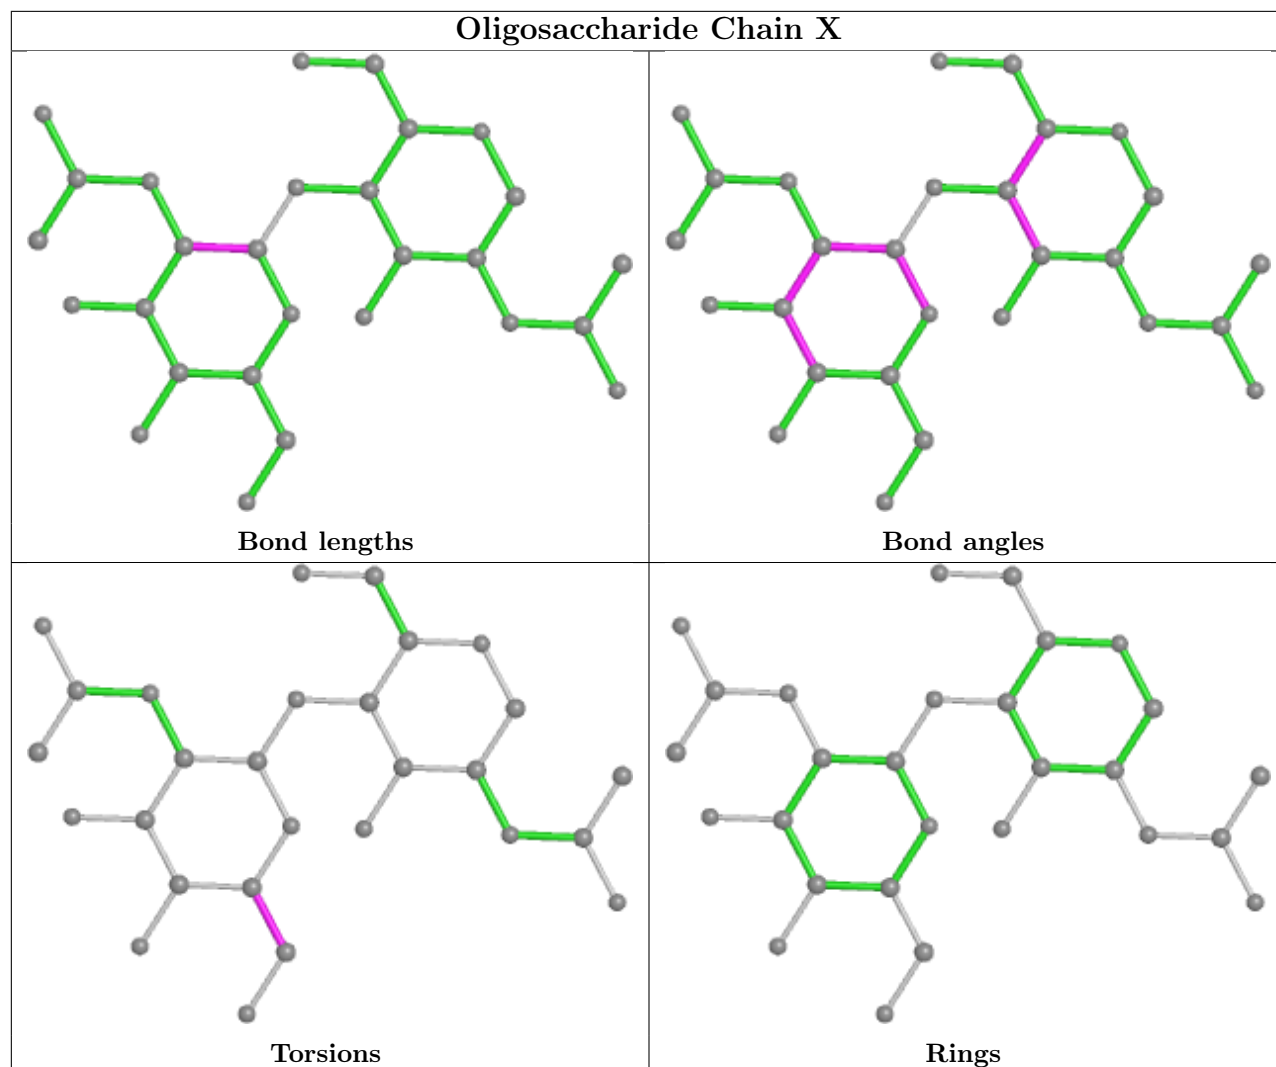 Oligosaccharide Chain X
Bond lengths
Bond angles
Torsions
Rings